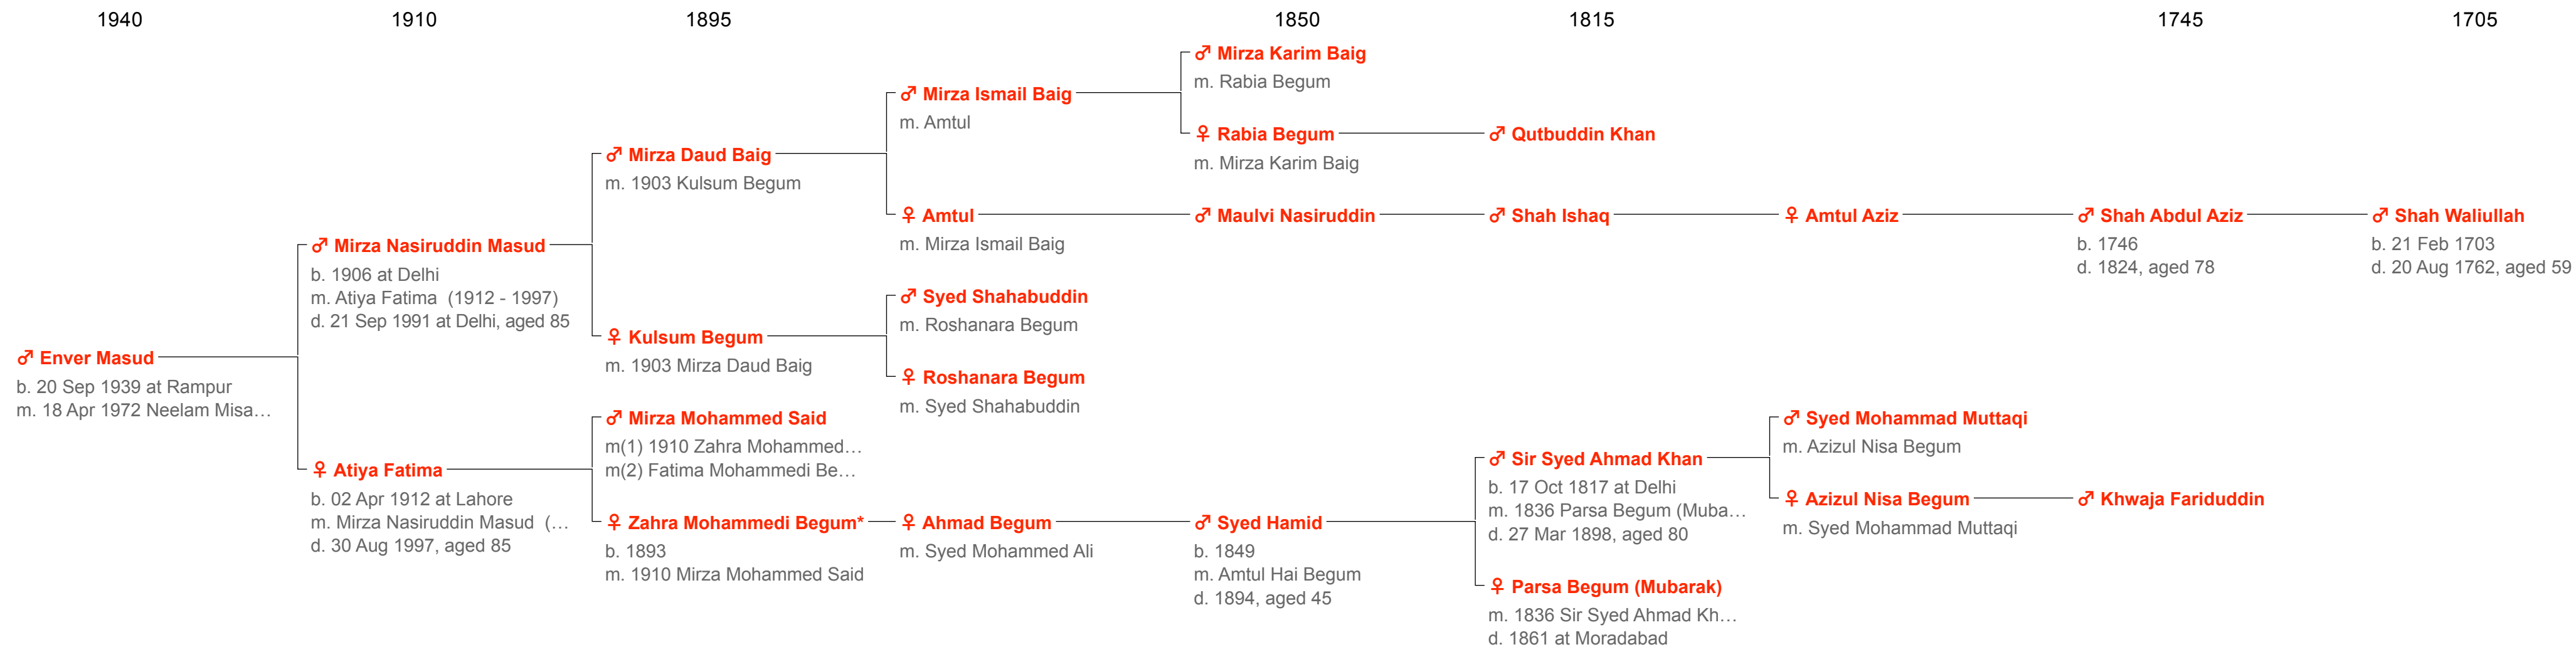 1940 1910 1895 1850 1815 1745 1705
♂ Enver Masud
b. 20 Sep 1939 at Rampur
m. 18 Apr 1972 Neelam Misa…
♂ Mirza Nasiruddin Masud
b. 1906 at Delhi
m. Atiya Fatima (1912 - 1997)
d. 21 Sep 1991 at Delhi, aged 85
♀ Atiya Fatima
b. 02 Apr 1912 at Lahore
m. Mirza Nasiruddin Masud (…
d. 30 Aug 1997, aged 85
♂ Mirza Daud Baig
m. 1903 Kulsum Begum
♀ Kulsum Begum
m. 1903 Mirza Daud Baig
♂ Mirza Mohammed Said
m(1) 1910 Zahra Mohammed…
m(2) Fatima Mohammedi Be…
♀ Zahra Mohammedi Begum*
b. 1893
m. 1910 Mirza Mohammed Said
♂ Mirza Ismail Baig
m. Amtul
♀ Amtul
m. Mirza Ismail Baig
♂ Syed Shahabuddin
m. Roshanara Begum
♀ Roshanara Begum
m. Syed Shahabuddin
♀ Ahmad Begum
m. Syed Mohammed Ali
♂ Mirza Karim Baig
m. Rabia Begum
♀ Rabia Begum
m. Mirza Karim Baig
♂ Maulvi Nasiruddin
♂ Syed Hamid
b. 1849
m. Amtul Hai Begum
d. 1894, aged 45
♂ Qutbuddin Khan
♂ Shah Ishaq
♂ Sir Syed Ahmad Khan
b. 17 Oct 1817 at Delhi
m. 1836 Parsa Begum (Muba…
d. 27 Mar 1898, aged 80
♀ Parsa Begum (Mubarak)
m. 1836 Sir Syed Ahmad Kh…
d. 1861 at Moradabad
♀ Amtul Aziz
♂ Syed Mohammad Muttaqi
m. Azizul Nisa Begum
♀ Azizul Nisa Begum
m. Syed Mohammad Muttaqi
♂ Shah Abdul Aziz
b. 1746
d. 1824, aged 78
♂ Khwaja Fariduddin
♂ Shah Waliullah
b. 21 Feb 1703
d. 20 Aug 1762, aged 59